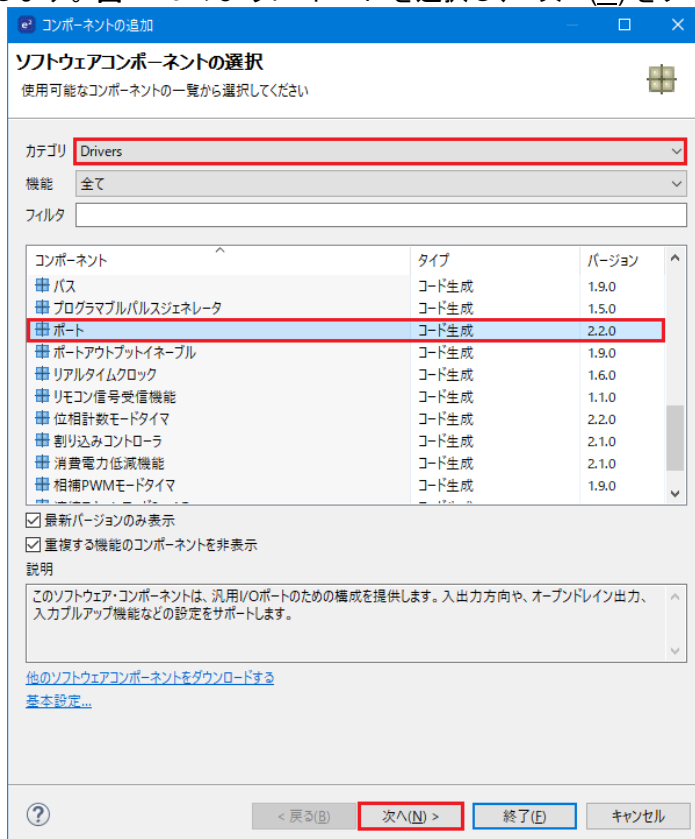 コンポーネントの追加
ソフトウェアコンポーネントの選択
使用可能なコンポーネントの一覧から選択してください
カテゴリ Drivers
機能 全て
フィルタ
コンポーネント タイプ バージョン
バス コード生成 1.9.0
プログラマブルパルスジェネレータ コード生成 1.5.0
ポート コード生成 2.2.0
ポートアウトプットイネーブル コード生成 1.9.0
リアルタイムクロック コード生成 1.6.0
リモコン信号受信機能 コード生成 1.1.0
位相計数モードタイマ コード生成 2.2.0
割り込みコントローラ コード生成 2.1.0
消費電力低減機能 コード生成 2.1.0
相補PWMモードタイマ コード生成 1.9.0
最新バージョンのみ表示
重複する機能のコンポーネントを非表示
説明
このソフトウェア・コンポーネントは、汎用I/Oポートのための構成を提供します。入出力方向や、オープンドレイン出力、
入力プルアップ機能などの設定をサポートします。
他のソフトウェアコンポーネントをダウンロードする
基本設定...
< 戻る(B) 次へ(N) > 終了(F) キャンセル